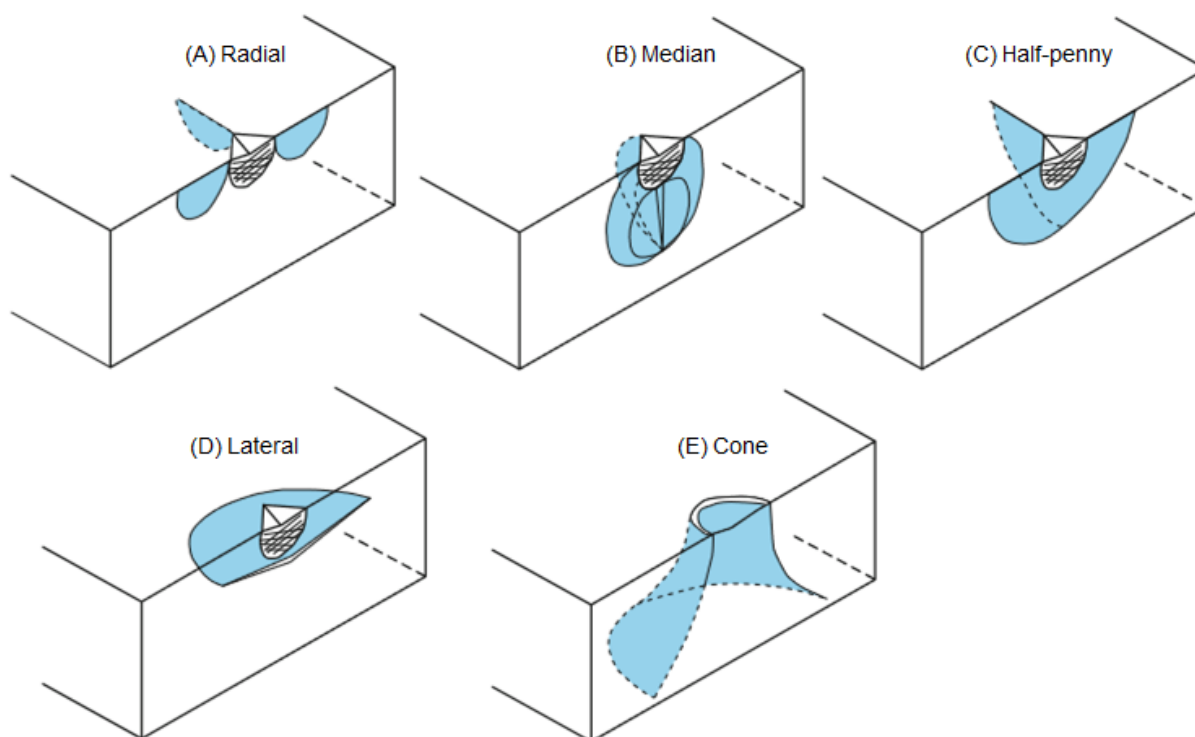 (A) Radial
(B) Median
(C) Half-penny
(D) Lateral
(E) Cone